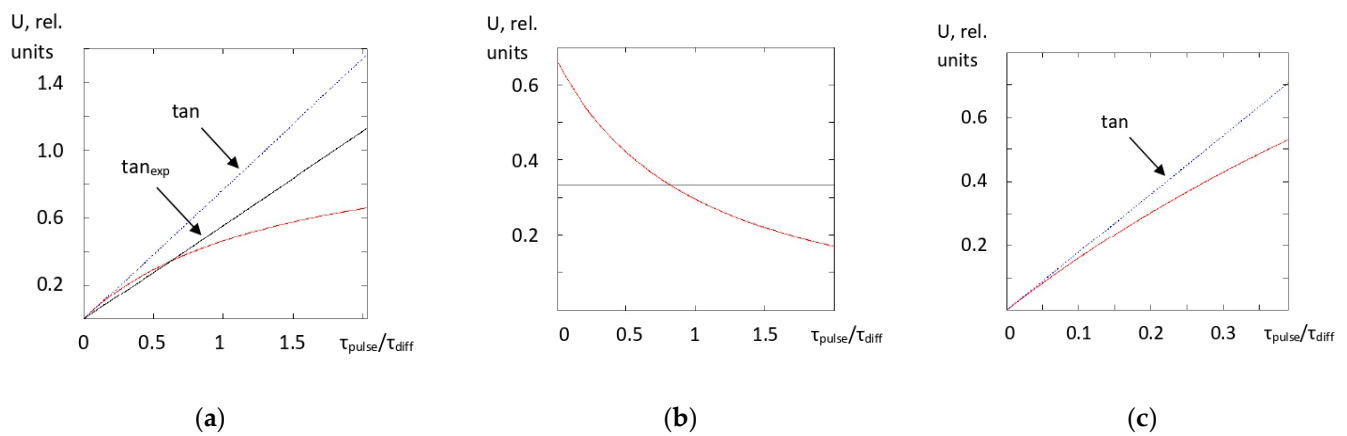 U, rel.
units
1.4
1.0
0.6
0.2
tan
tanexp
0 0.5 1 1.5 τpulse/τdiff
(a)
U, rel.
units
0.6
0.4
0.2
0 0.5 1 1.5 τpulse/τdiff
(b)
U, rel.
units
0.6
0.4
0.2
tan
0 0.1 0.2 0.3 τpulse/τdiff
(c)